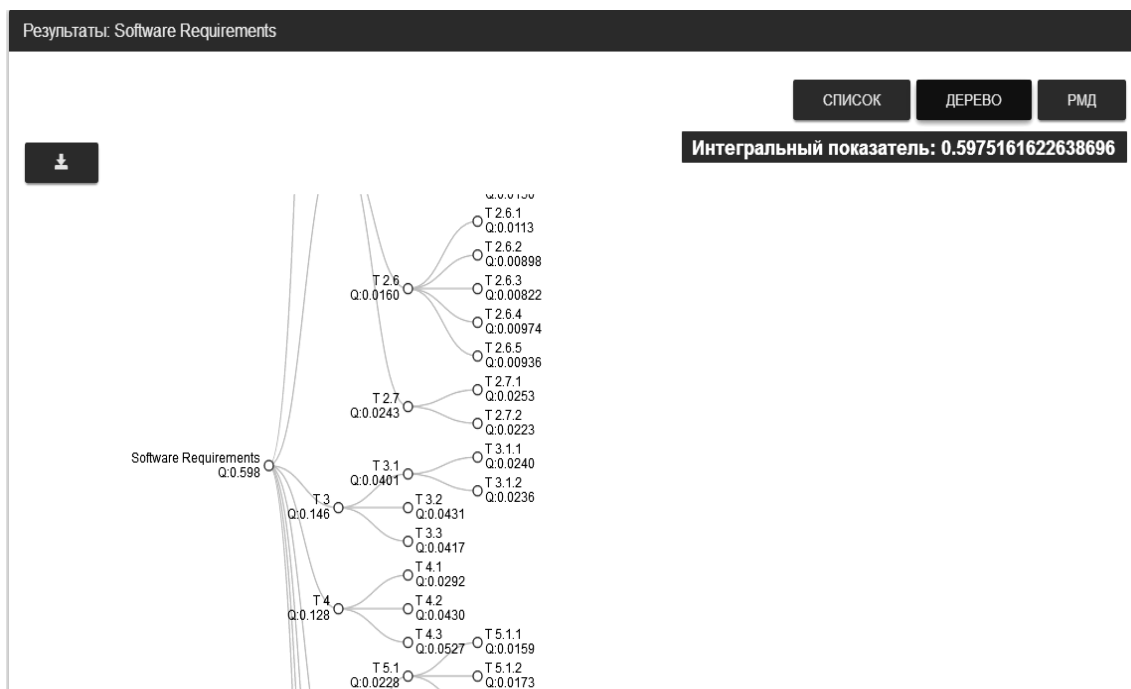 Результаты: Software Requirements
СПИСОК
ДЕРЕВО
РМД
Интегральный показатель: 0.5975161622638696
T 2.6.1
Q:0.0113
T 2.6.2
Q:0.00898
T 2.6
Q:0.0160
T 2.6.3
Q:0.00822
T 2.6.4
Q:0.00974
T 2.6.5
Q:0.00936
T 2.7.1
Q:0.0253
T 2.7
Q:0.0243
T 2.7.2
Q:0.0223
Software Requirements
Q:0.598
T 3.1.1
Q:0.0240
T 3.1
Q:0.0401
T 3.1.2
Q:0.0236
T 3
Q:0.146
T 3.2
Q:0.0431
T 3.3
Q:0.0417
T 4.1
Q:0.0292
T 4
Q:0.128
T 4.2
Q:0.0430
T 4.3
Q:0.0527
T 5.1.1
Q:0.0159
T 5.1
Q:0.0228
T 5.1.2
Q:0.0173